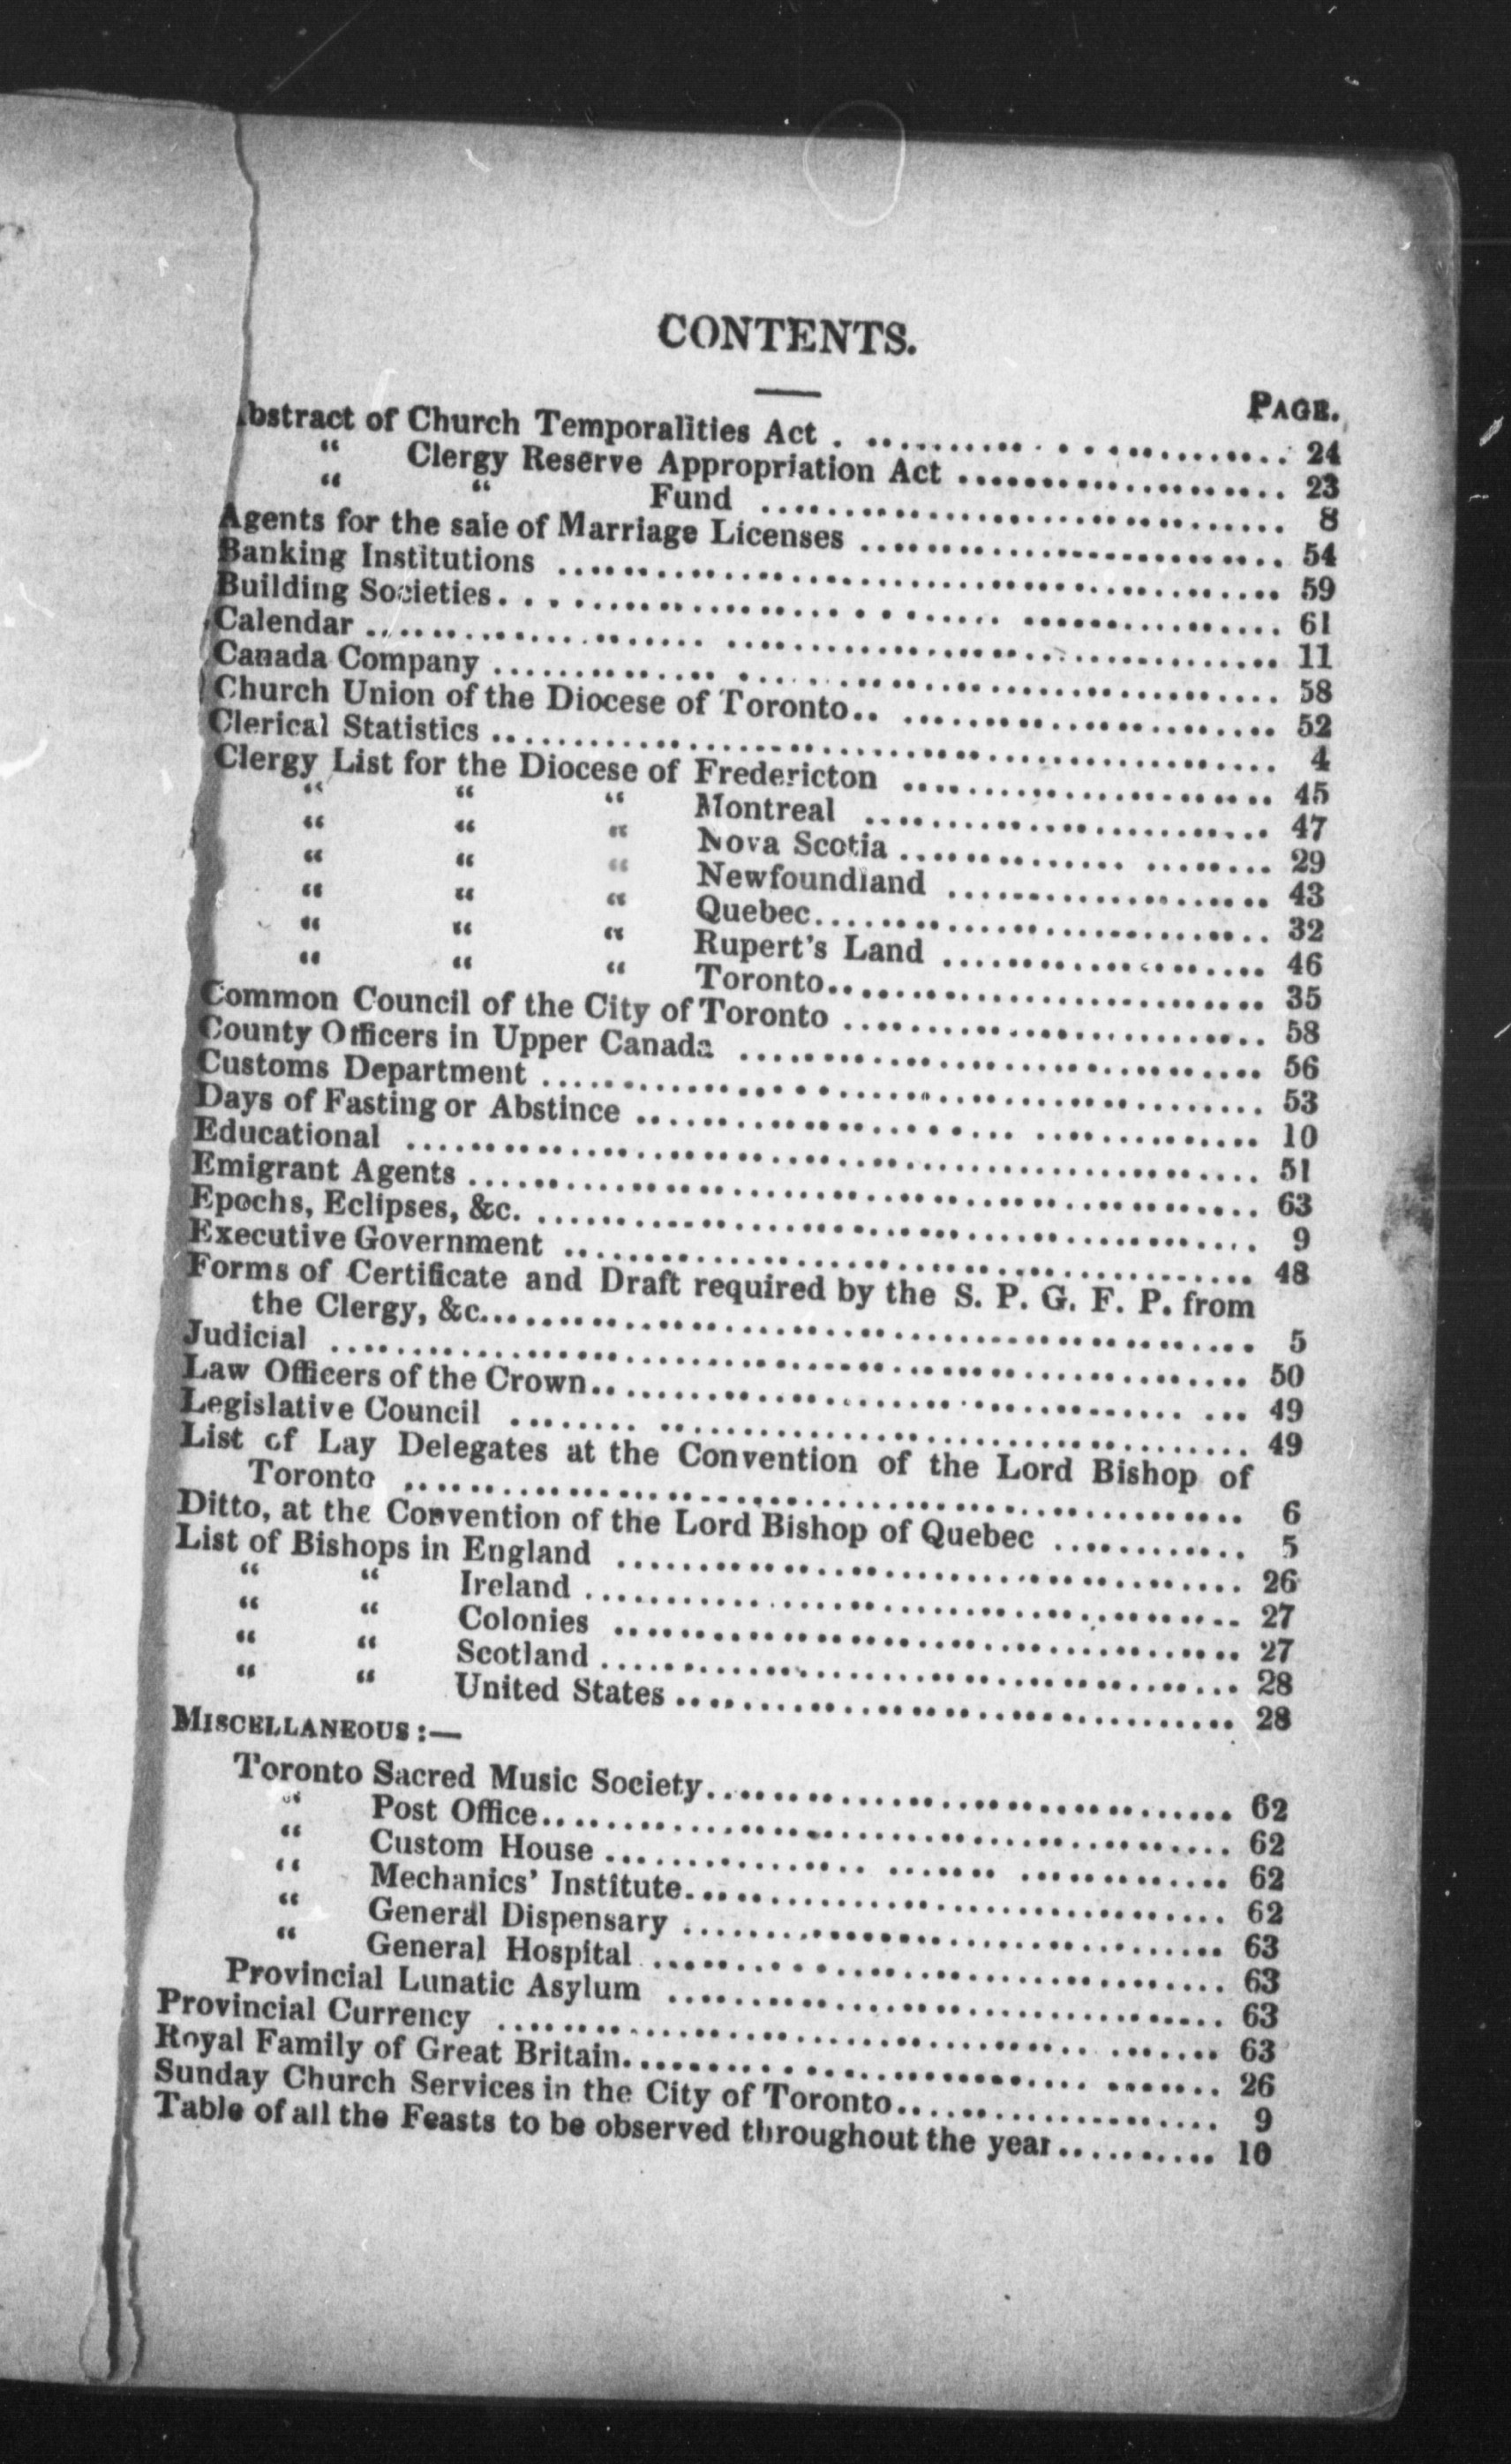 CONTENTS.
PAGE.
Abstract of Church Temporalities Act . .............................. 24
“ Clergy Reserve Appropriation Act .................... 23
“ “ Fund ................................ 8
Agents for the sale of Marriage Licenses .......................... 54
Banking Institutions ............................................ 59
Building Societies................................................ 61
Calendar ........................................................ 11
Canada Company ................................................ 58
Church Union of the Diocese of Toronto.. ....................... 52
Clerical Statistics ................................................ 4
Clergy List for the Diocese of Fredericton ....................... 45
“ “ “ Montreal ......................... 47
“ “ “ Nova Scotia .............. ........ 29
“ “ “ Newfoundland .................... 43
“ “ “ Quebec............................ 32
“ “ “ Rupert's Land .................... 46
“ “ “ Toronto........................... 35
Common Council of the City of Toronto .......................... 58
County Officers in Upper Canada ................................ 56
Customs Department ............................................ 53
Days of Fasting or Abstince ...................... .............. 10
Educational .................................................... 51
Emigrant Agents ................................................ 63
Epochs, Eclipses, &c. ............................................ 9
Executive Government .......................................... 48
Forms of Certificate and Draft required by the S. P. G. F. P. from
the Clergy, &c................................................ 5
Judicial ........................................................ 50
Law Officers of the Crown.................................... ... 49
Legislative Council ........ .................................... 49
List of Lay Delegates at the Convention of the Lord Bishop of
Toronto .................................................... 6
Ditto, at the Convention of the Lord Bishop of Quebec ............ 5
List of Bishops in England ...................................... 26
“ “ Ireland ........................................ 27
“ “ Colonies ...................................... 27
“ “ Scotland ....................................... 28
“ “ United States .................................. 28
MISCELLANEOUS :—
Toronto Sacred Music Society................................ 62
“ Post Office.......................................... 62
“ Custom House ................ ....... ............. 62
“ Mechanics' Institute................................. 62
“ General Dispensary ................................. 63
“ General Hospital ................................... 63
Provincial Lunatic Asylum .................................. 63
Provincial Currency .................................... ....... 63
Royal Family of Great Britain............................ ....... 26
Sunday Church Services in the City of Toronto.................... 9
Table of all the Feasts to be observed throughout the year.......... 10